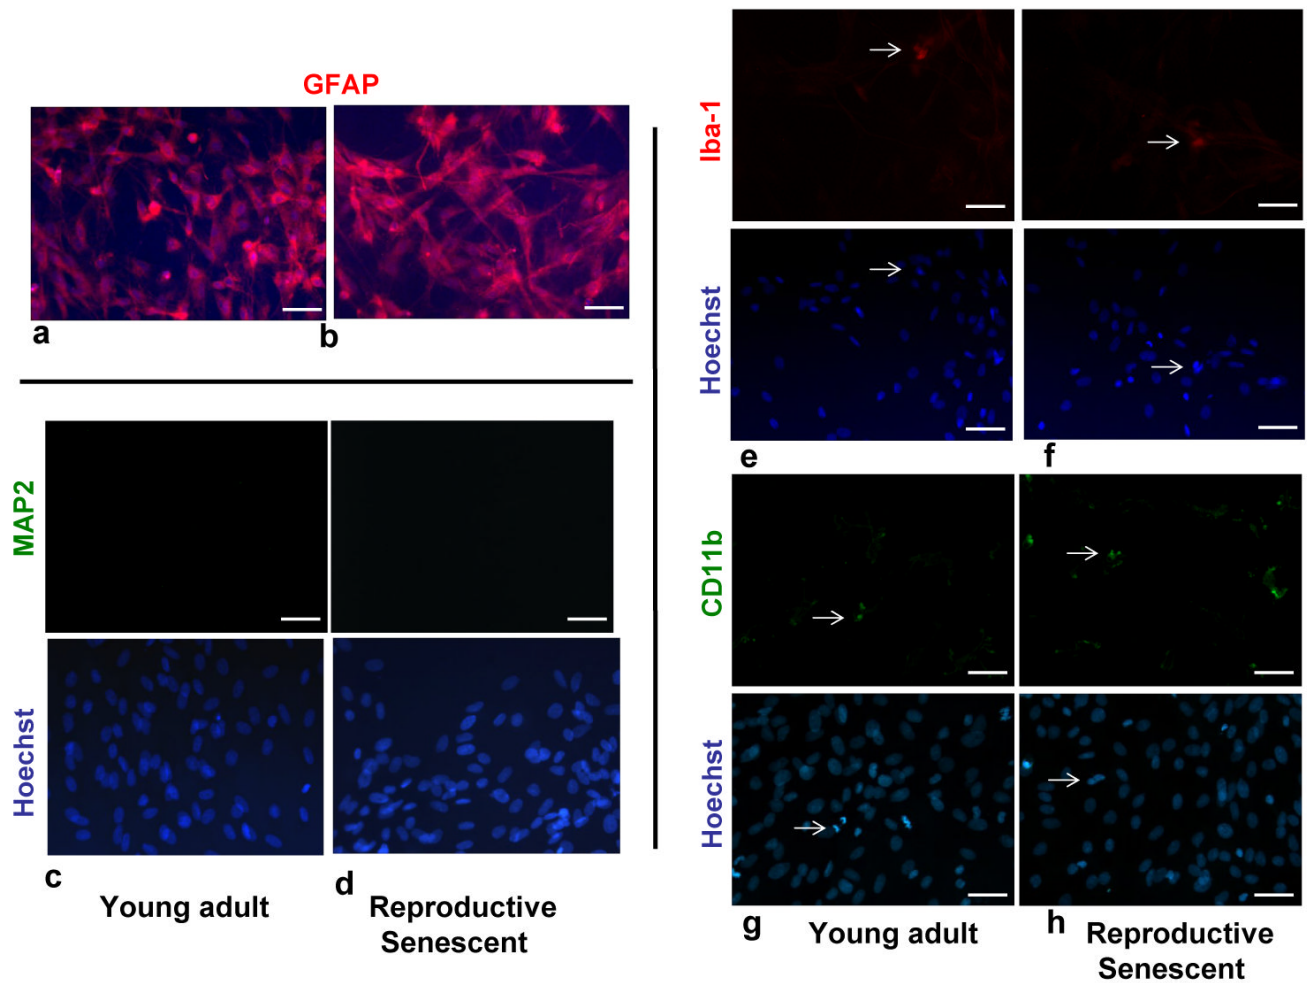 GFAP
a
b
MAP2
Hoechst
c
d
Young adult
Reproductive
Senescent
Iba-1
Hoechst
e
f
CD11b
Hoechst
g
h
Young adult
Reproductive
Senescent